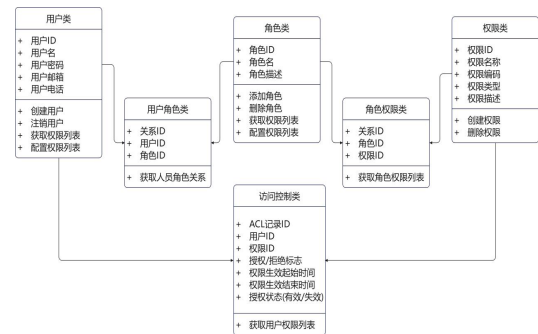 用户类
+ 用户ID
+ 用户名
+ 用户密码
+ 用户邮箱
+ 用户电话
+ 创建用户
+ 注销用户
+ 获取权限列表
+ 配置权限列表
用户角色类
+ 关系ID
+ 用户ID
+ 角色ID
+ 获取人员角色关系
角色类
+ 角色ID
+ 角色名
+ 角色描述
+ 添加角色
+ 删除角色
+ 获取权限列表
+ 配置权限列表
角色权限类
+ 关系ID
+ 角色ID
+ 权限ID
+ 获取角色权限列表
权限类
+ 权限ID
+ 权限名称
+ 权限编码
+ 权限类型
+ 权限描述
+ 创建权限
+ 删除权限
访问控制类
+ ACL记录ID
+ 用户ID
+ 权限ID
+ 授权/拒绝标志
+ 权限生效起始时间
+ 权限生效结束时间
+ 授权状态(有效/失效)
+ 获取用户权限列表